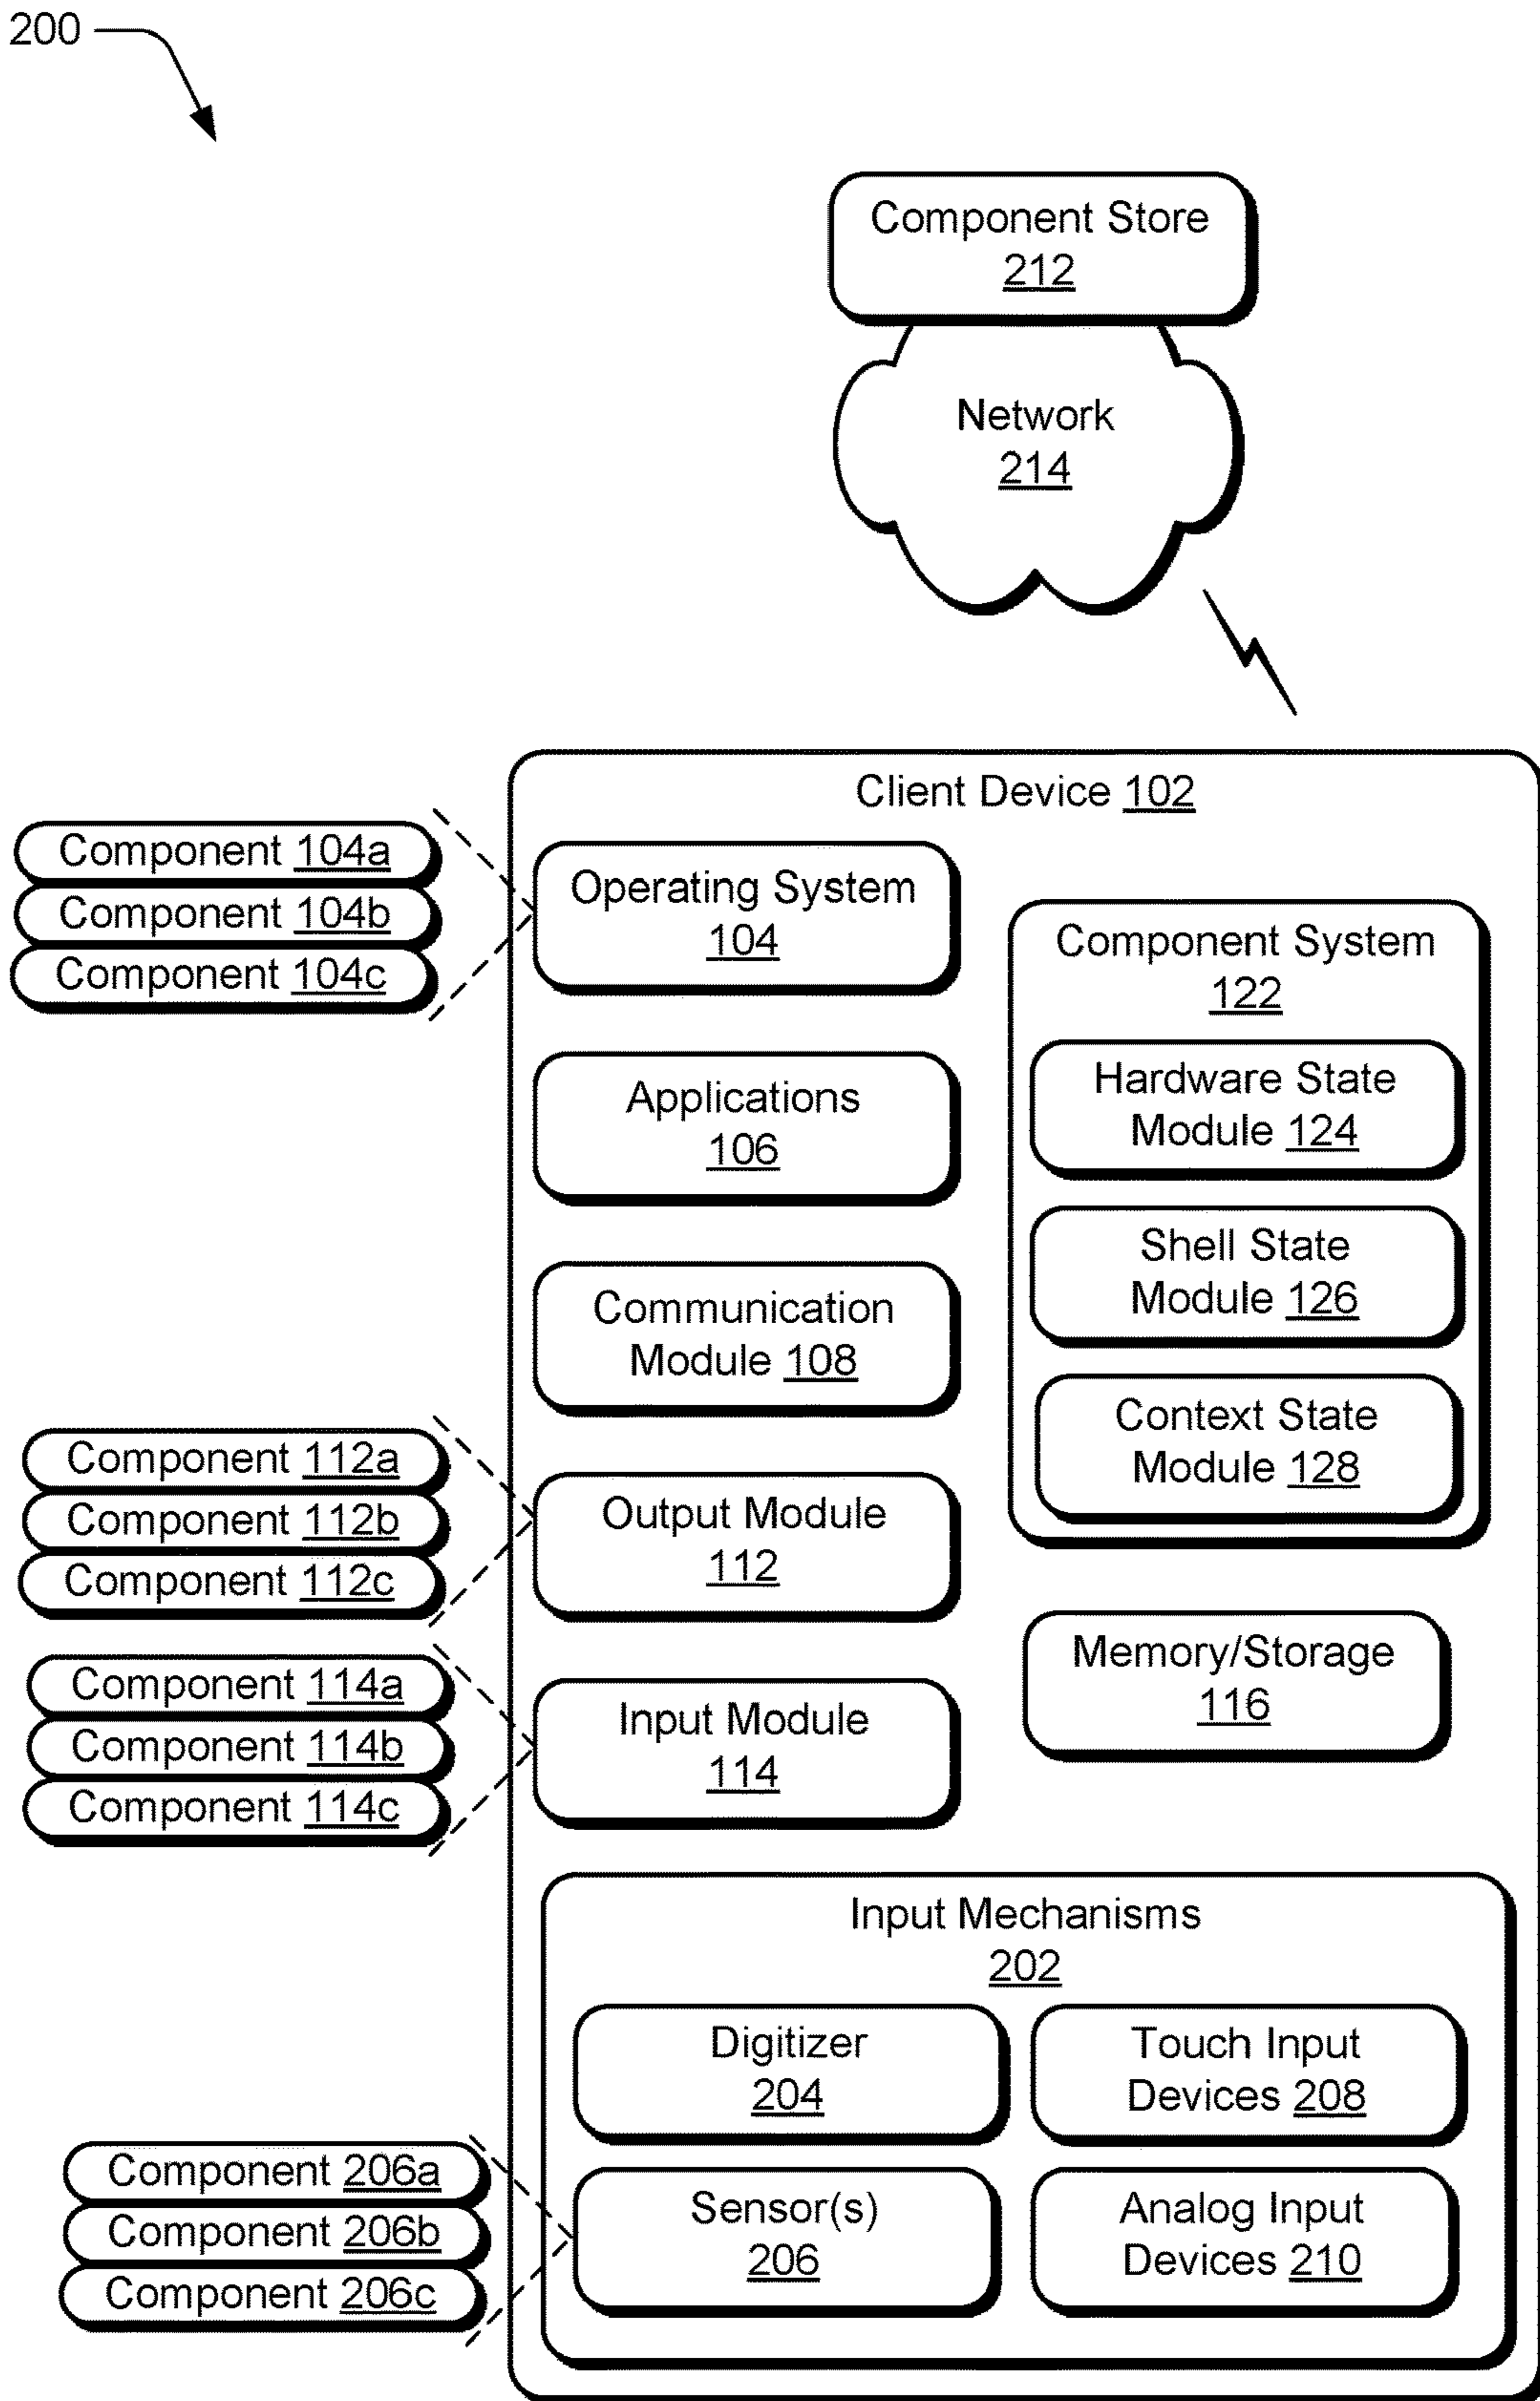 200
Component Store
212
Network
214
Client Device 102
Component 104a
Component 104b
Component 104c
Operating System
104
Applications
106
Communication
Module 108
Component 112a
Component 112b
Component 112c
Output Module
112
Component 114a
Component 114b
Component 114c
Input Module
114
Component System
122
Hardware State
Module 124
Shell State
Module 126
Context State
Module 128
Memory/Storage
116
Input Mechanisms
202
Digitizer
204
Touch Input
Devices 208
Component 206a
Component 206b
Component 206c
Sensor(s)
206
Analog Input
Devices 210